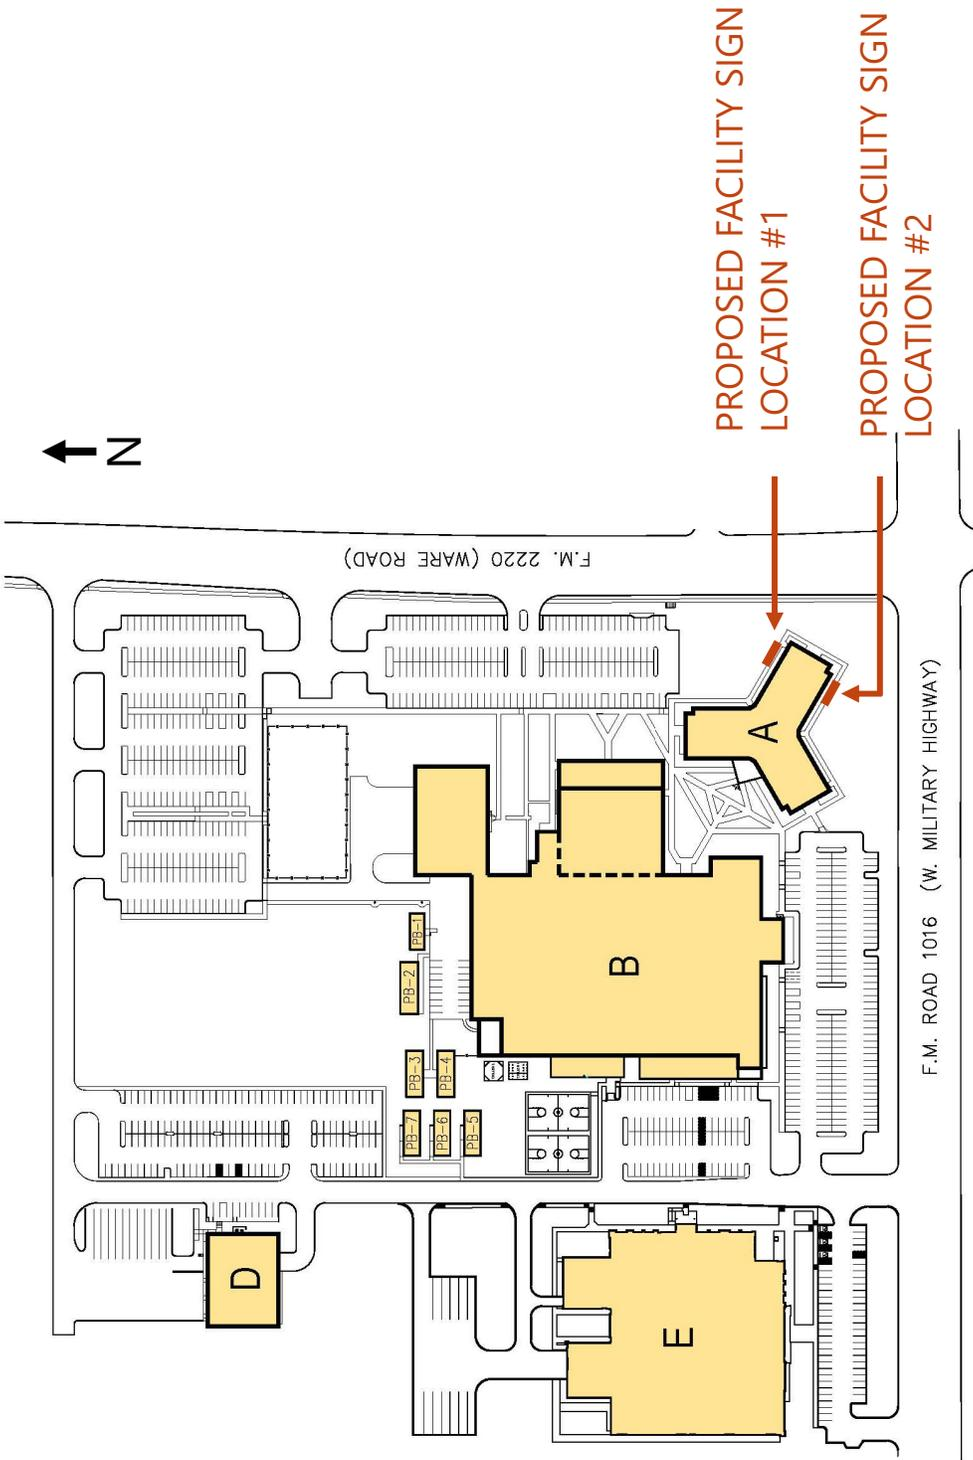 PROPOSED FACILITY SIGN
LOCATION #1
PROPOSED FACILITY SIGN
LOCATION #2
N
F.M. 2220 (WARE ROAD)
A
B
PB-1
PB-2
PB-3
PB-4
PB-7
PB-6
PB-5
D
E
F.M. ROAD 1016 (W. MILITARY HIGHWAY)